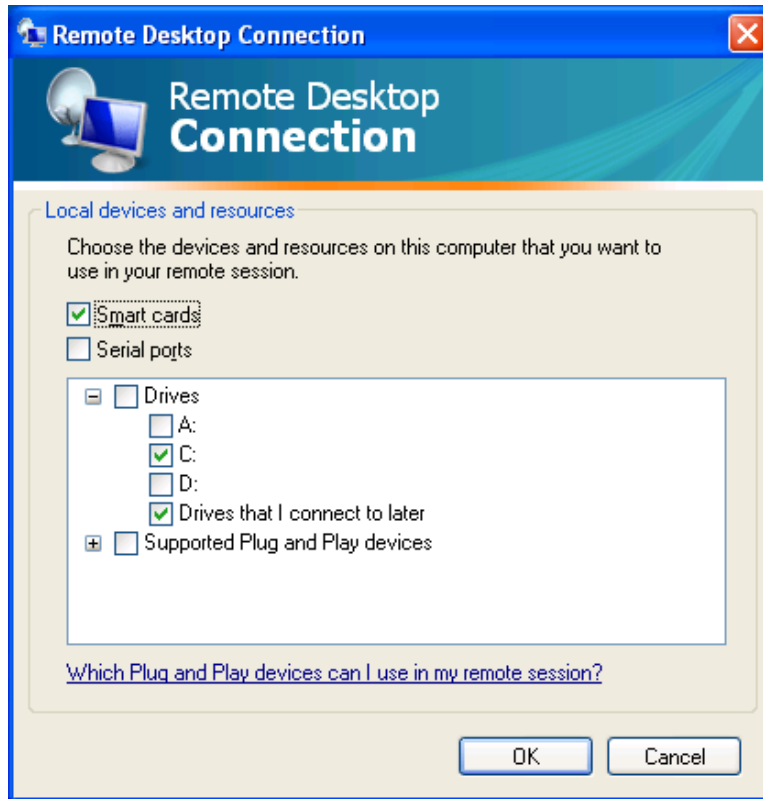 Remote Desktop Connection
Remote Desktop
Connection
Local devices and resources
Choose the devices and resources on this computer that you want to
use in your remote session.
Smart cards
Serial ports
Drives
A:
C:
D:
Drives that I connect to later
Supported Plug and Play devices
Which Plug and Play devices can I use in my remote session?
OK Cancel